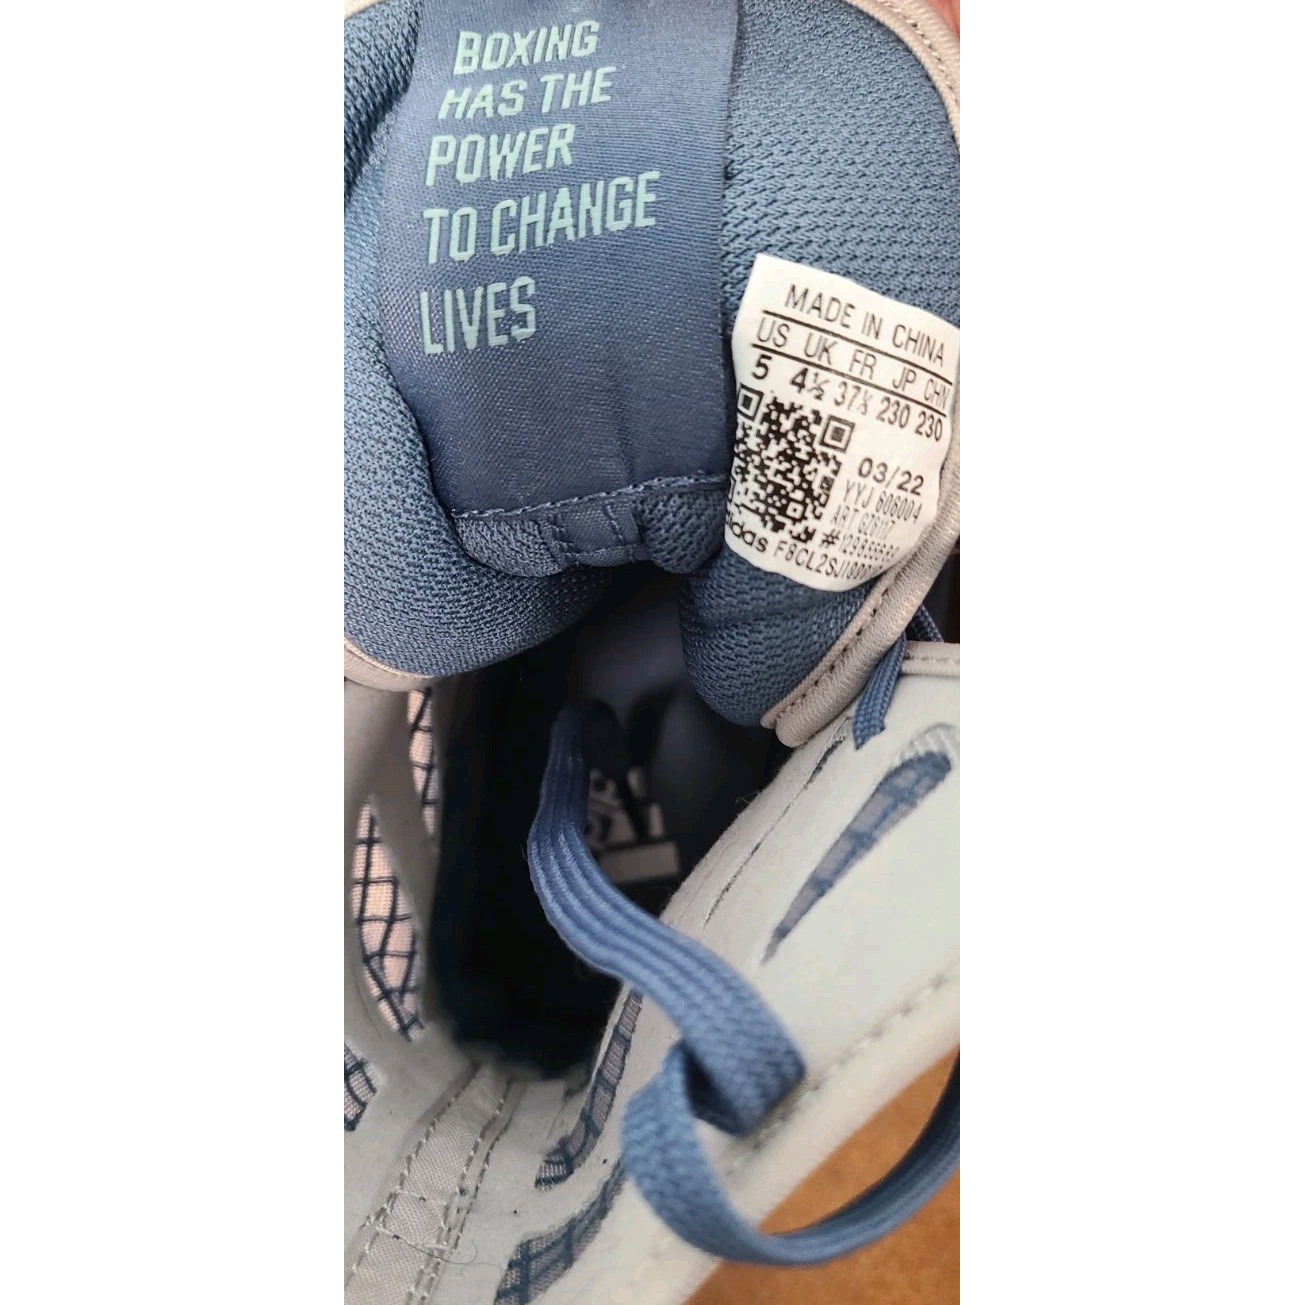 BOXING
HAS THE
POWER
TO CHANGE
LIVES
MADE IN CHINA
US UK FR JP CHN
5 4½ 37⅓ 230 230
03/22
YYJ 606004
ART
adidas